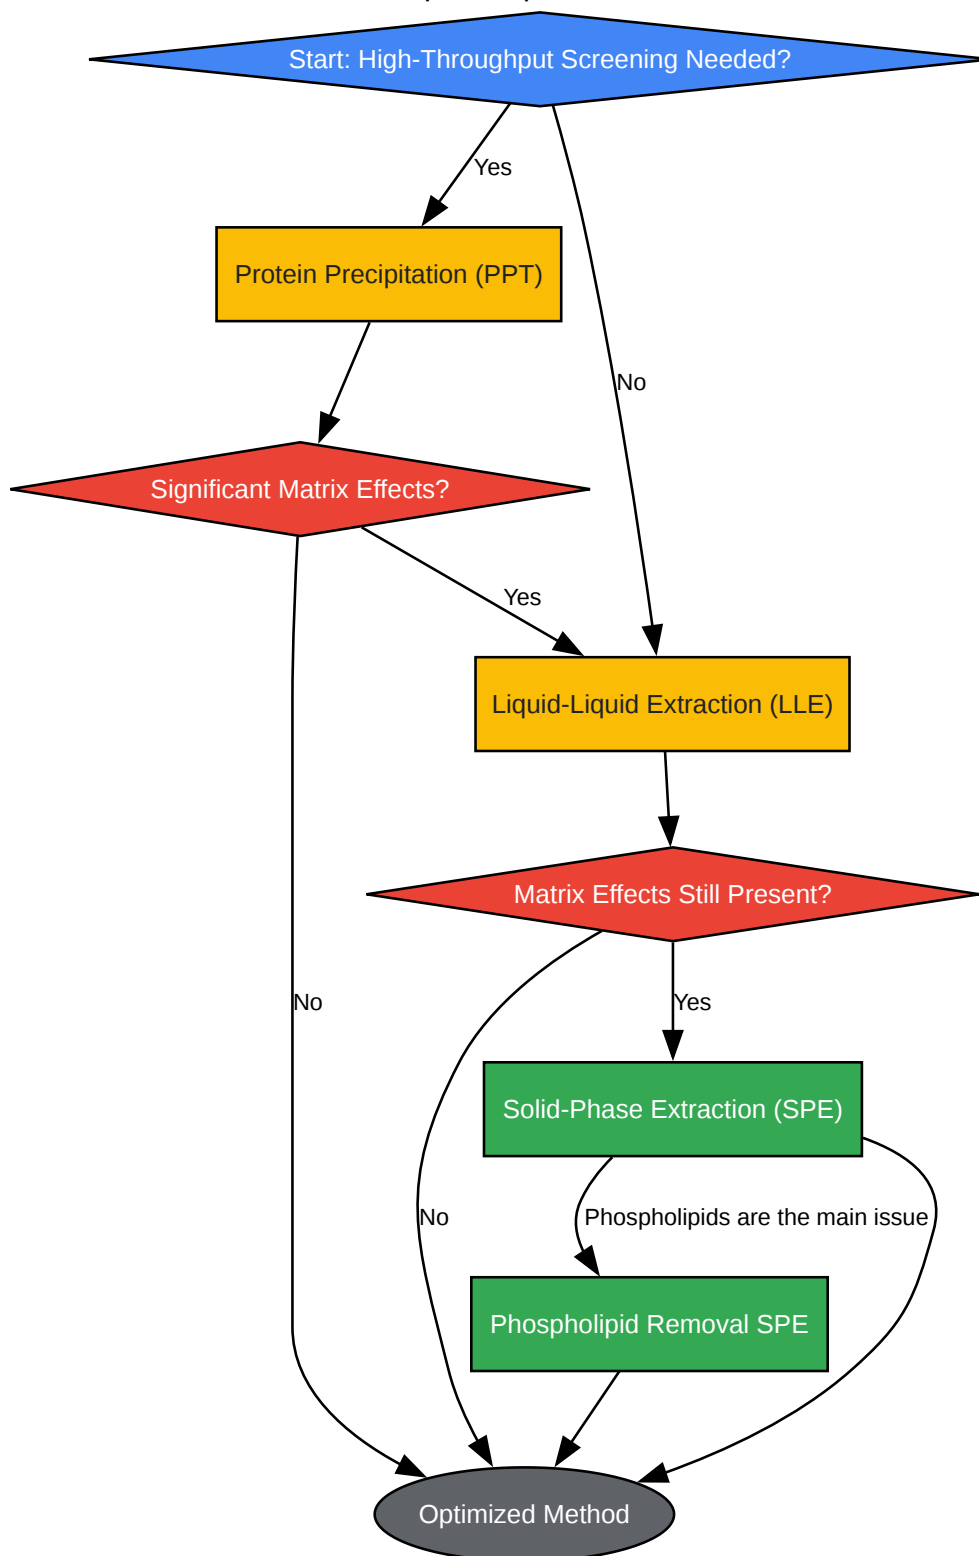 Start: High-Throughput Screening Needed?
Yes
Protein Precipitation (PPT)
No
Significant Matrix Effects?
Yes
Liquid-Liquid Extraction (LLE)
Matrix Effects Still Present?
No
Yes
Solid-Phase Extraction (SPE)
No
Phospholipids are the main issue
Phospholipid Removal SPE
Optimized Method